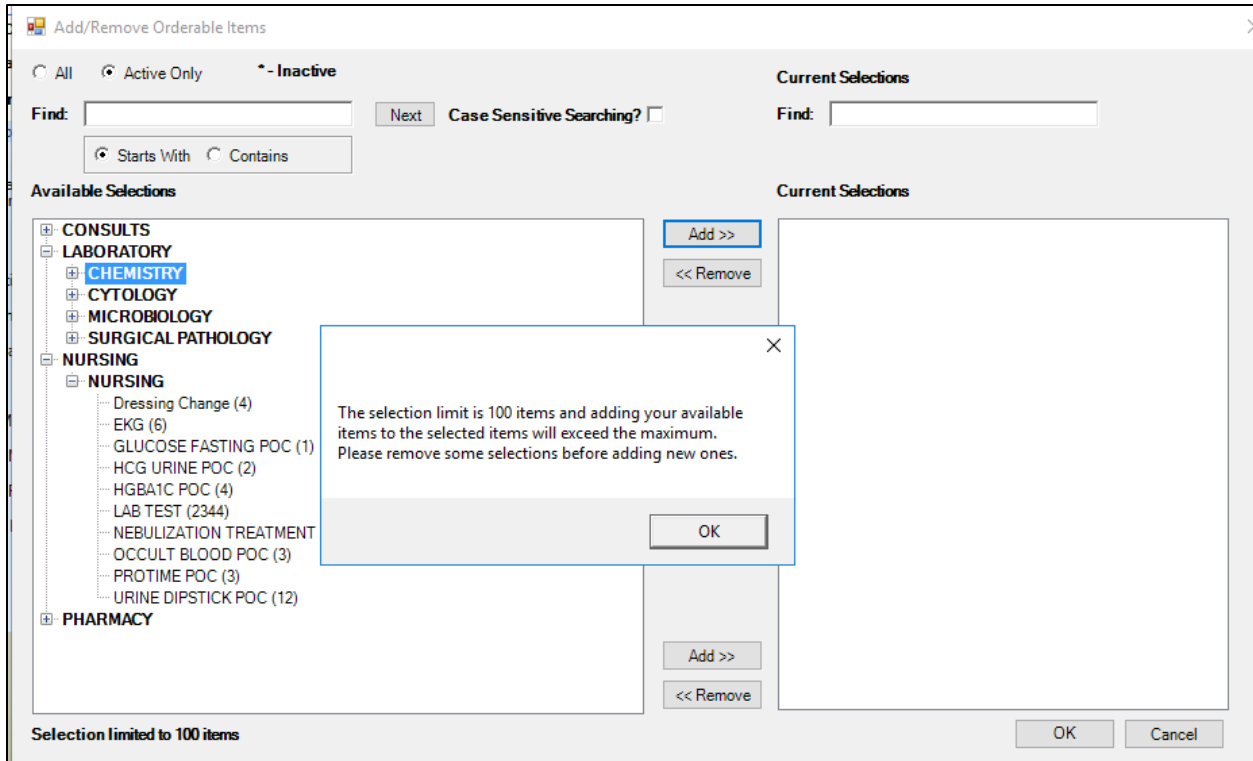 Add/Remove Orderable Items
All Active Only *- Inactive
Current Selections
Find: Next Case Sensitive Searching?
Find:
Starts With Contains
Available Selections
Current Selections
CONSULTS
LABORATORY
CHEMISTRY
CYTOLOGY
MICROBIOLOGY
SURGICAL PATHOLOGY
NURSING
NURSING
Dressing Change (4)
EKG (6)
GLUCOSE FASTING POC (1)
HCG URINE POC (2)
HGBA1C POC (4)
LAB TEST (2344)
NEBULIZATION TREATMENT
OCCULT BLOOD POC (3)
PROTIME POC (3)
URINE DIPSTICK POC (12)
PHARMACY
Add >>
<< Remove
The selection limit is 100 items and adding your available
items to the selected items will exceed the maximum.
Please remove some selections before adding new ones.
OK
Add >>
<< Remove
Selection limited to 100 items
OK Cancel